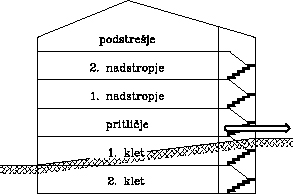 podstrešje
2. nadstropje
1. nadstropje
pritličje
1. klet
2. klet